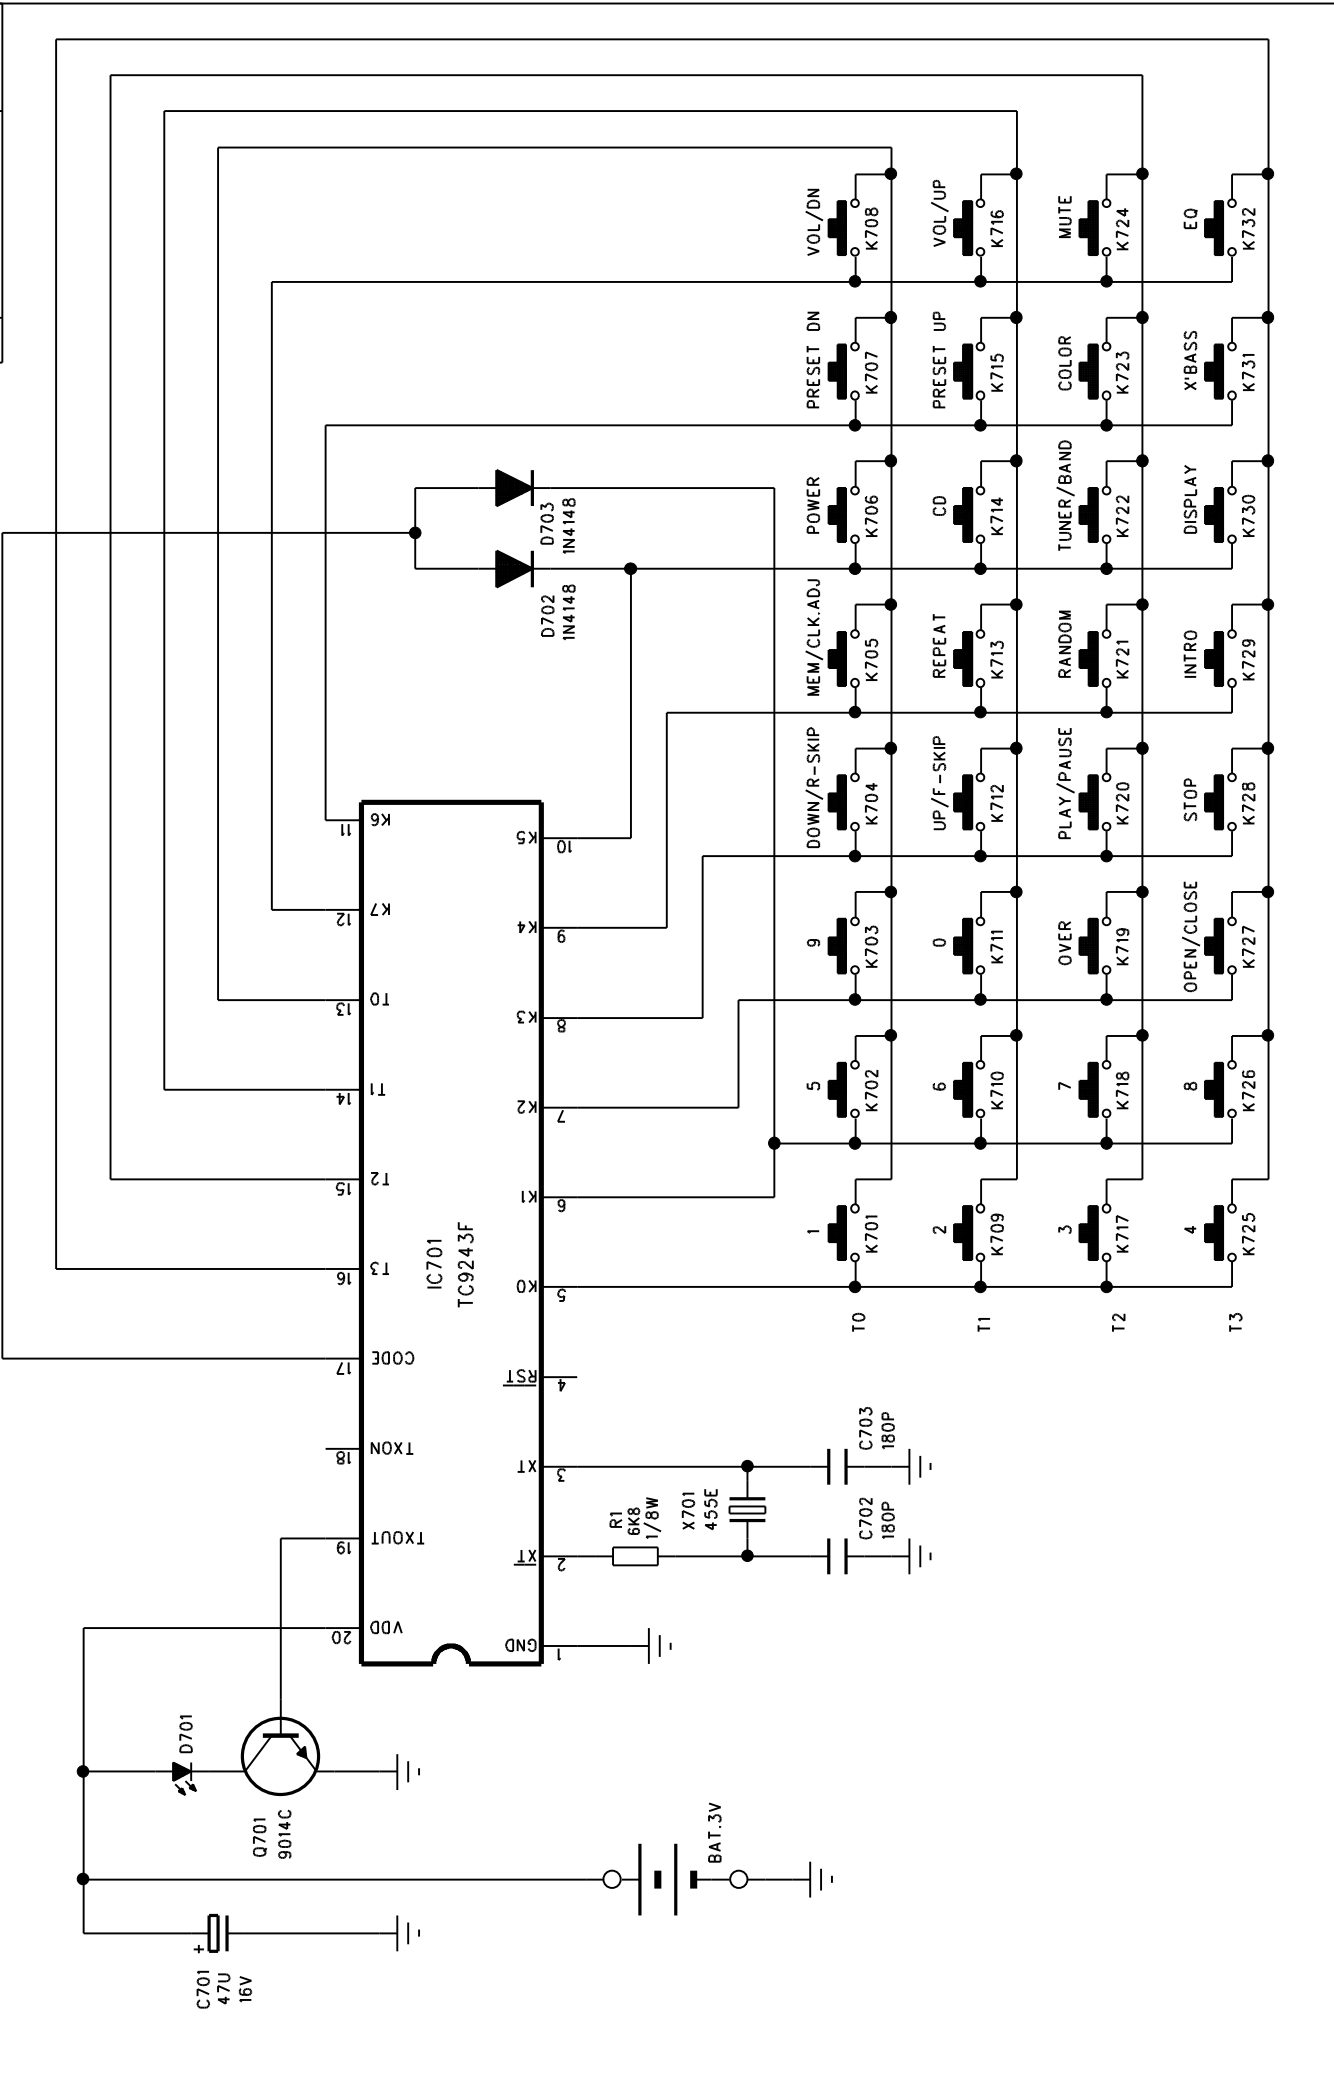 VOL/DN
K708
VOL/UP
K716
MUTE
K724
EQ
K732
PRESET DN
K707
PRESET UP
K715
COLOR
K723
X'BASS
K731
POWER
K706
CD
K714
TUNER/BAND
K722
DISPLAY
K730
MEM/CLK.ADJ
K705
REPEAT
K713
RANDOM
K721
INTRO
K729
DOWN/R-SKIP
K704
UP/F-SKIP
K712
PLAY/PAUSE
K720
STOP
K728
9
K703
0
K711
OVER
K719
OPEN/CLOSE
K727
5
K702
6
K710
7
K718
8
K726
1
K701
2
K709
3
K717
4
K725
T0
T1
T2
T3
D703
1N4148
D702
1N4148
11
K6
12
K7
13
T0
14
T1
15
T2
16
T3
17
CODE
18
TXON
19
TXOUT
20
VDD
K5
10
K4
9
K3
8
K2
7
K1
6
K0
5
RST
4
XT
3
XT
2
GND
1
IC701
TC9243F
R1
6K8
1/8W
X701
455E
C703
180P
C702
180P
D701
Q701
9014C
BAT.3V
+
C701
47U
16V